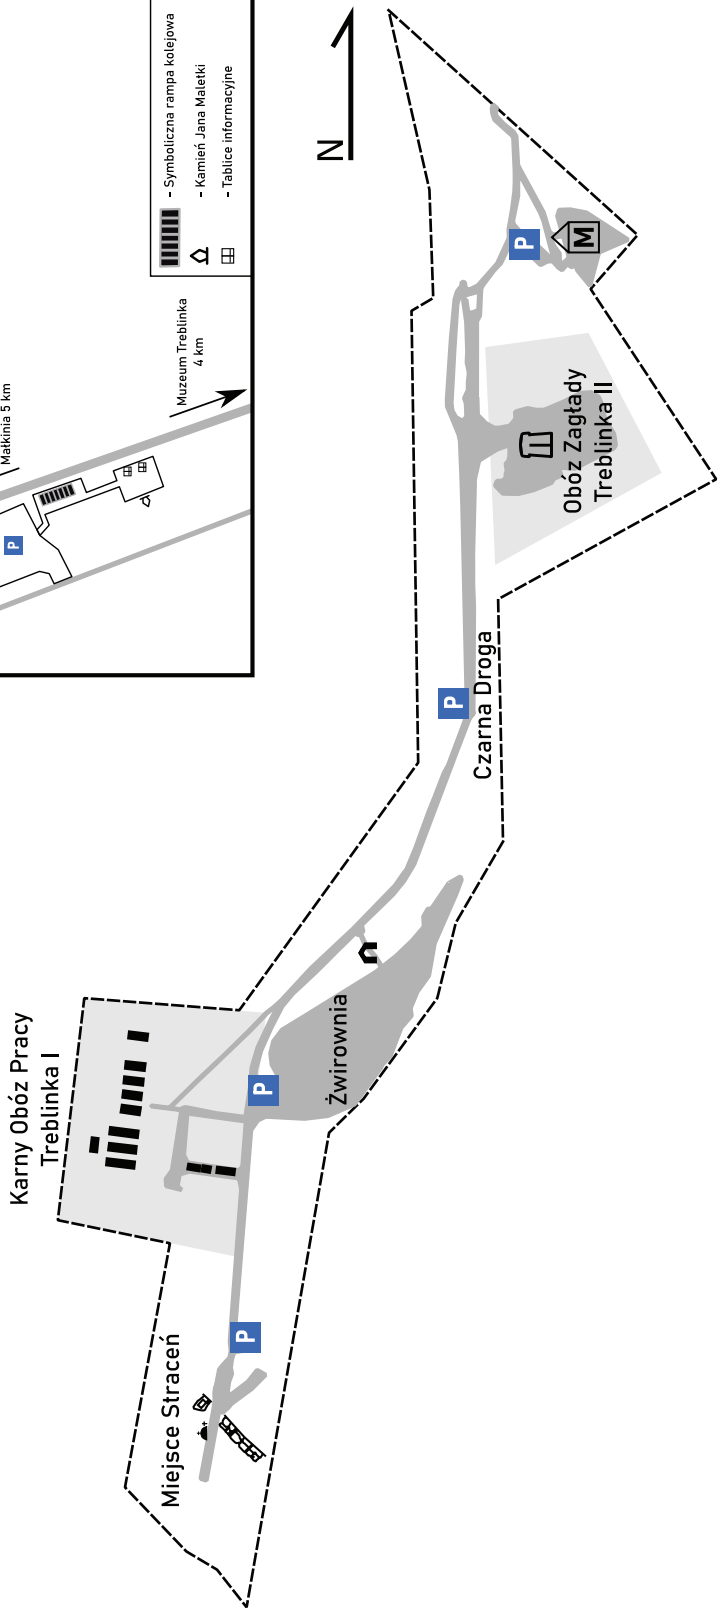 - Symboliczna rampa kolejowa
- Kamień Jana Maletki
- Tablice informacyjne
Małkinia 5 km
Muzeum Treblinka
4 km
P
N
P
M
Obóz Zagłady
Treblinka II
P
Czarna Droga
Żwirownia
Karny Obóz Pracy
Treblinka I
P
Miejsce Straceń
P